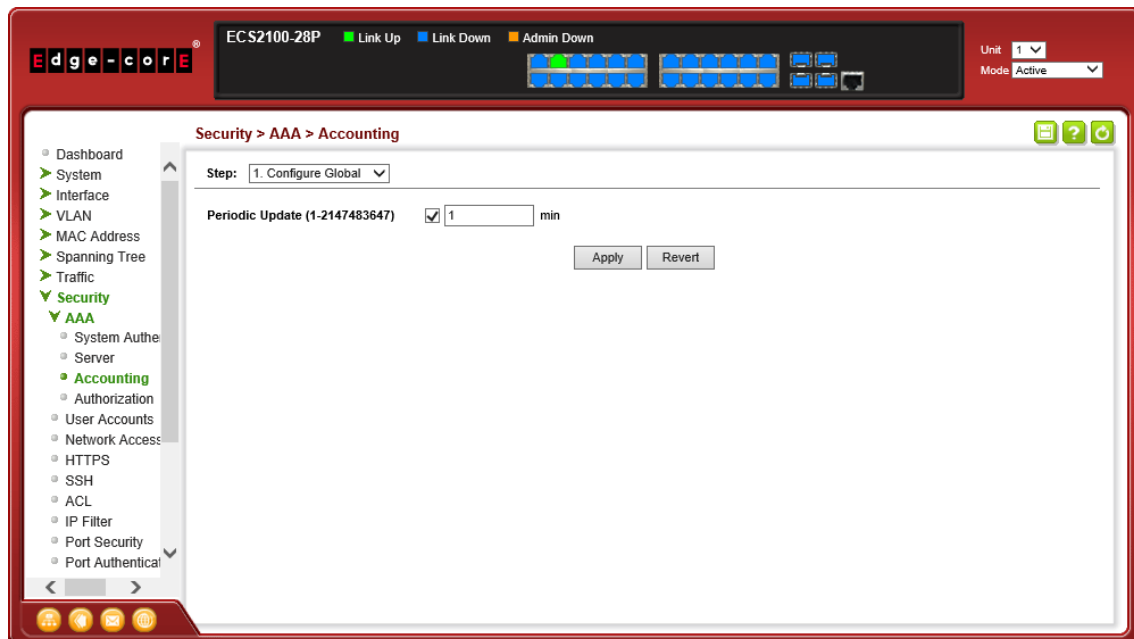 Edge-corE®
ECS2100-28P Link Up Link Down Admin Down
Unit 1
Mode Active
Security > AAA > Accounting
?
Dashboard
System
Interface
VLAN
MAC Address
Spanning Tree
Traffic
Security
AAA
System Authe
Server
Accounting
Authorization
User Accounts
Network Access
HTTPS
SSH
ACL
IP Filter
Port Security
Port Authenticat
Step: 1. Configure Global
Periodic Update (1-2147483647) 1 min
Apply Revert